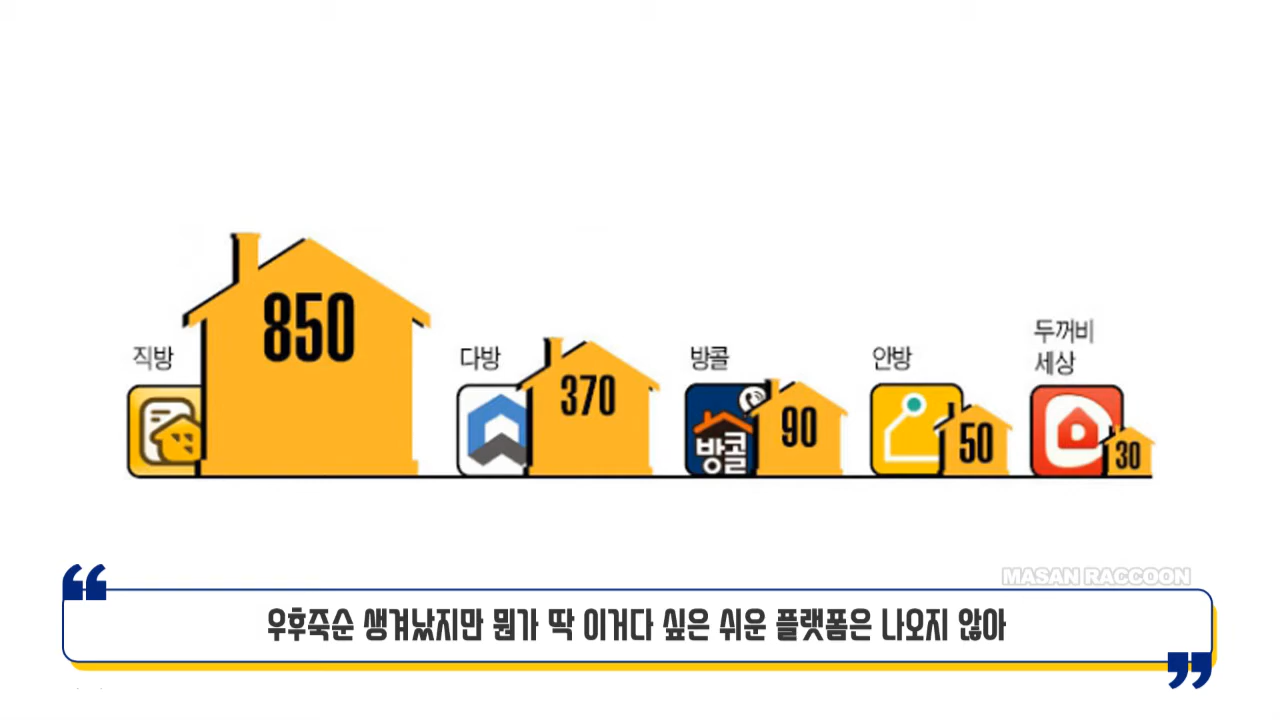 850
직방
다방
370
방콜
90
방콜
안방
50
두꺼비
세상
30
MASAN RACCOON
우후죽순 생겨났지만 뭔가 딱 이거다 싶은 쉬운 플랫폼은 나오지 않아